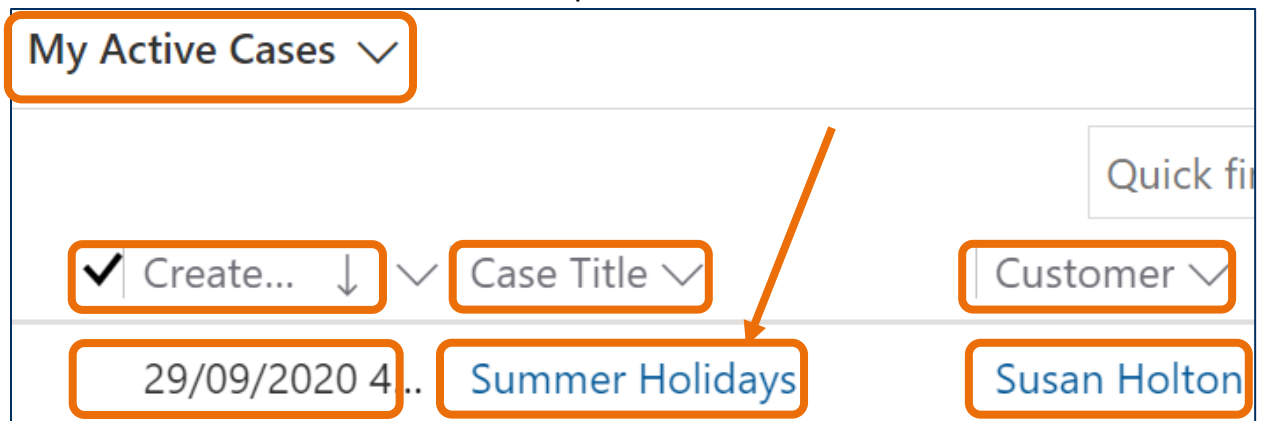 My Active Cases
Quick fi
Create... Case Title Customer
29/09/2020 4... Summer Holidays Susan Holton